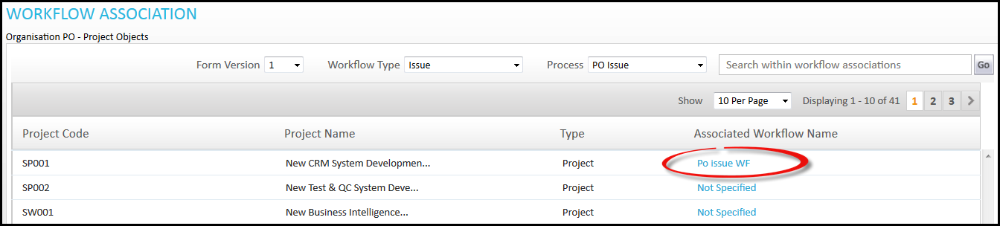 WORKFLOW ASSOCIATION
Organisation PO - Project Objects
Form Version 1 Workflow Type Issue Process PO Issue Search within workflow associations Go
Show 10 Per Page Displaying 1 - 10 of 41 1 2 3
Project Code Project Name Type Associated Workflow Name
SP001 New CRM System Developmen... Project Po issue WF
SP002 New Test & QC System Deve... Project Not Specified
SW001 New Business Intelligence... Project Not Specified